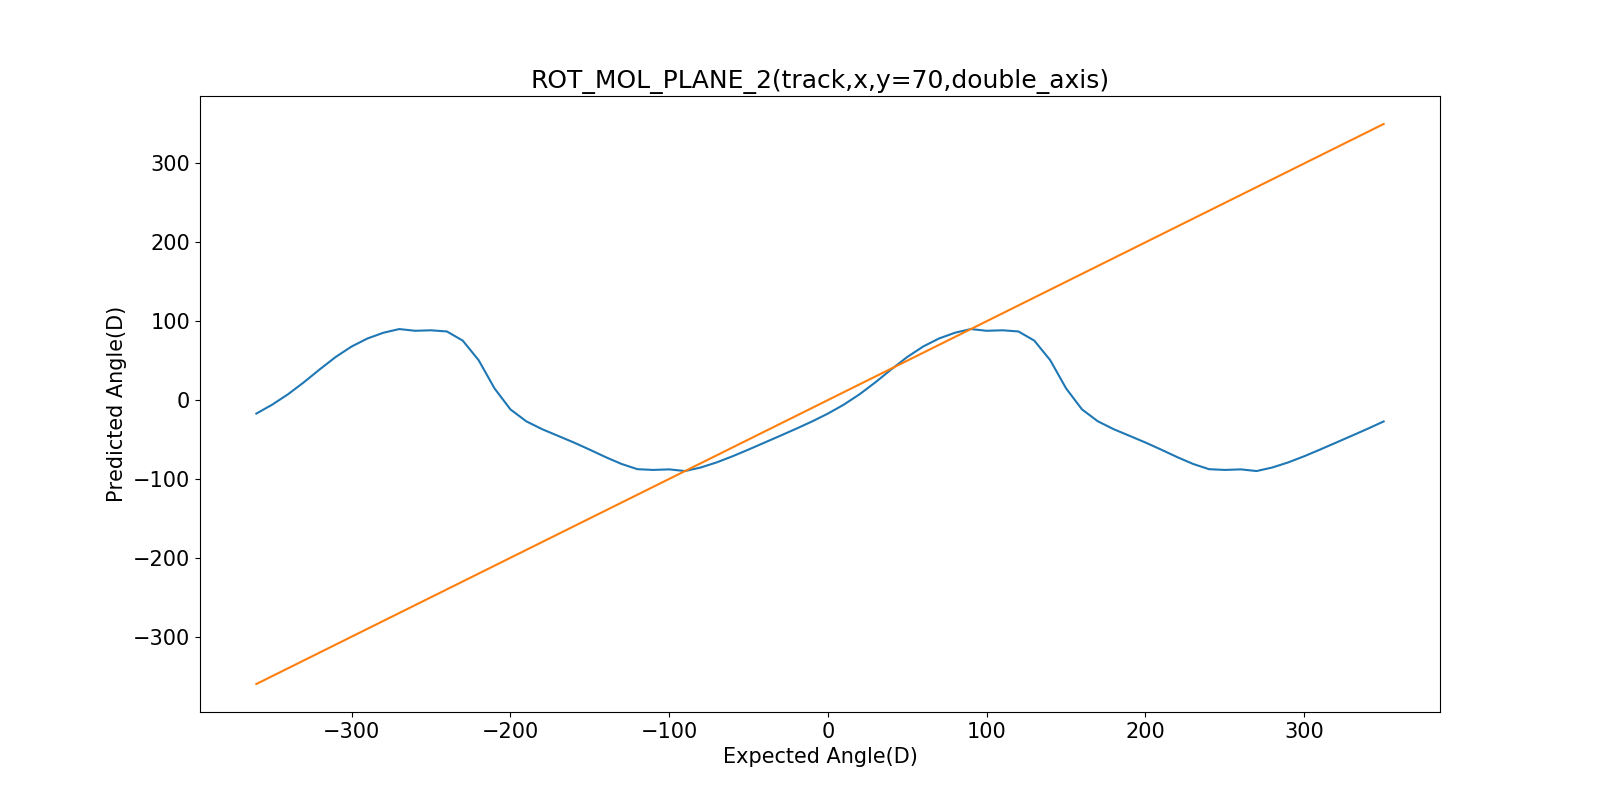 ROT_MOL_PLANE_2(track,x,y=70,double_axis)
300
200
100
0
−100
−200
−300
Predicted Angle(D)
−300 −200 −100 0 100 200 300
Expected Angle(D)